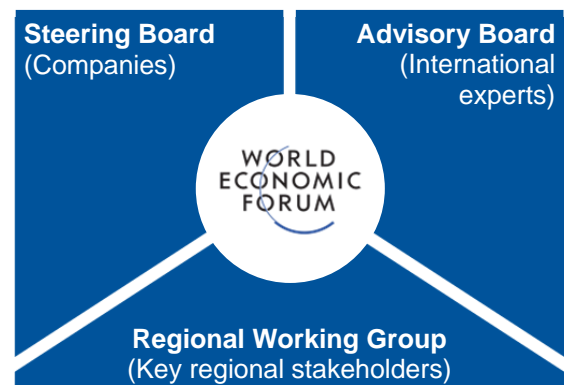 Steering Board
(Companies)
Advisory Board
(International
experts)
WORLD
ECONOMIC
FORUM
Regional Working Group
(Key regional stakeholders)